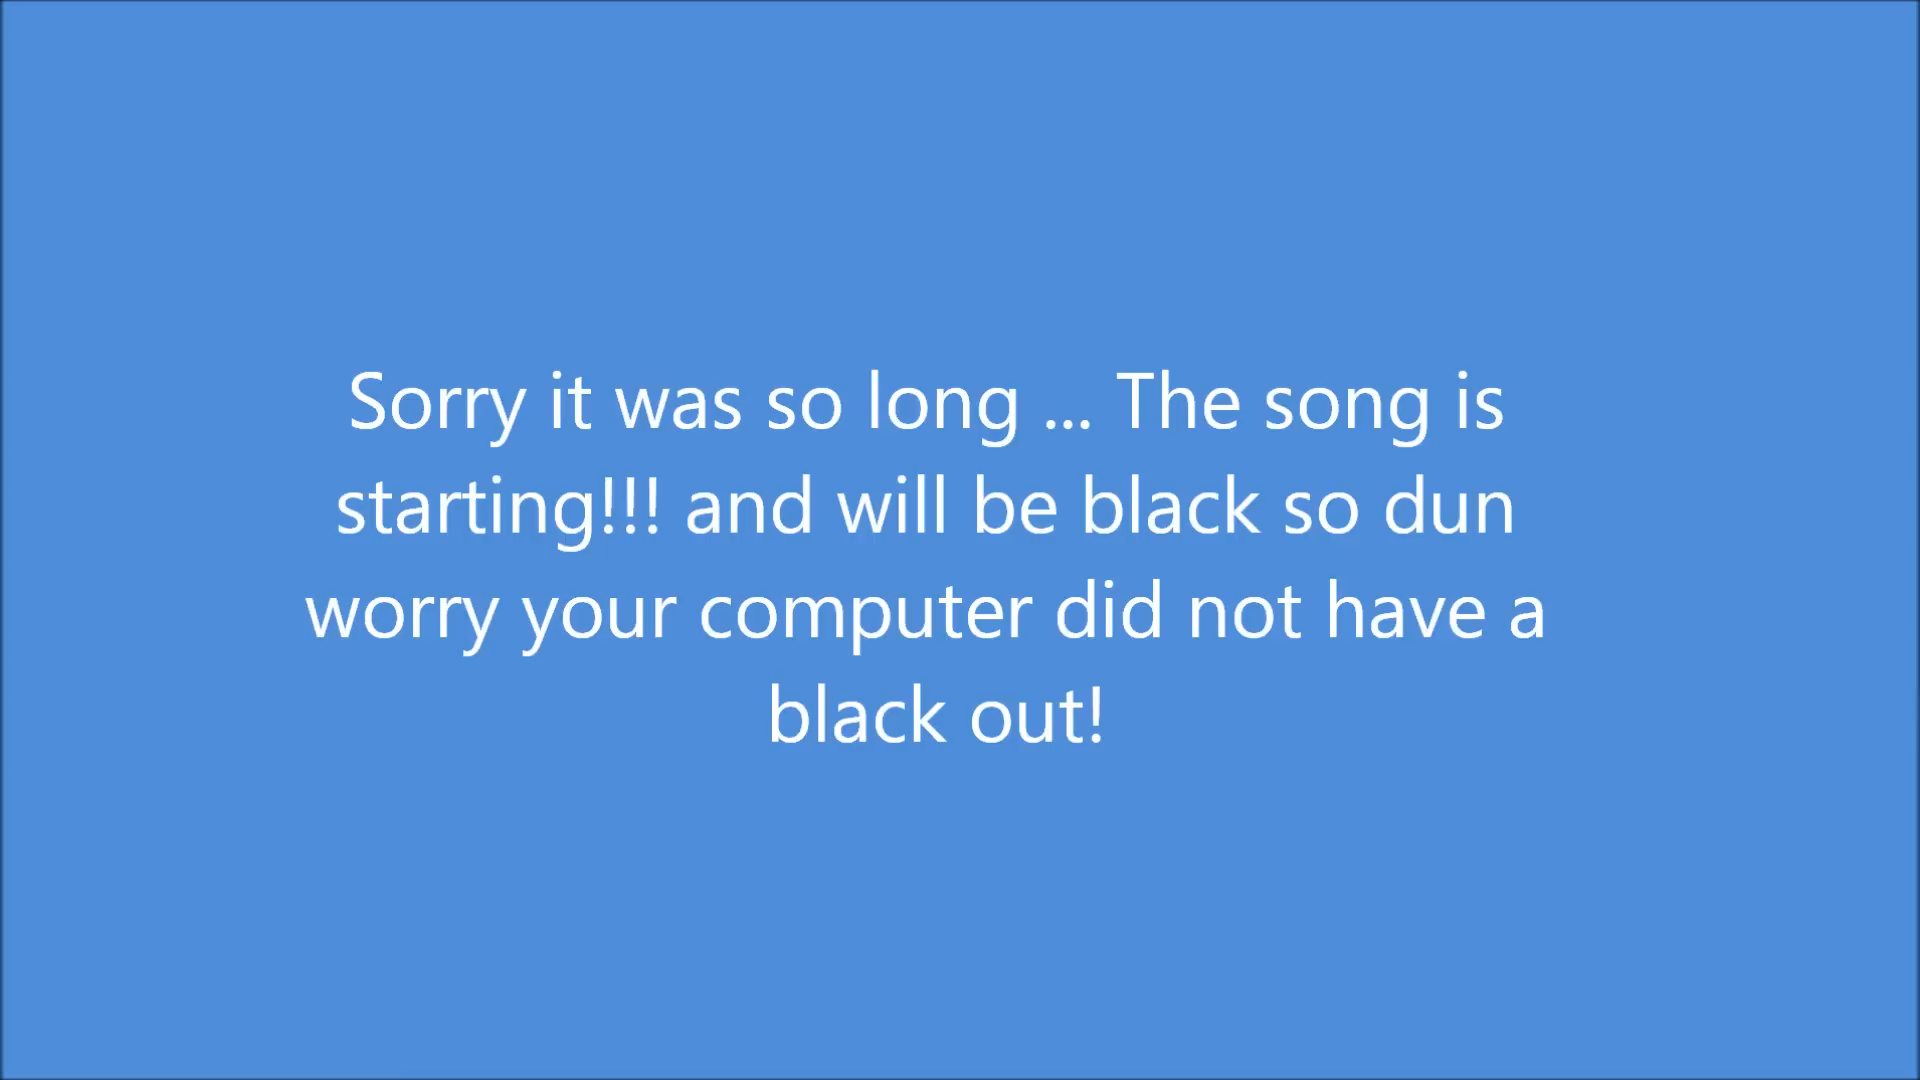 Sorry it was so long ... The song is
starting!!! and will be black so dun
worry your computer did not have a
black out!